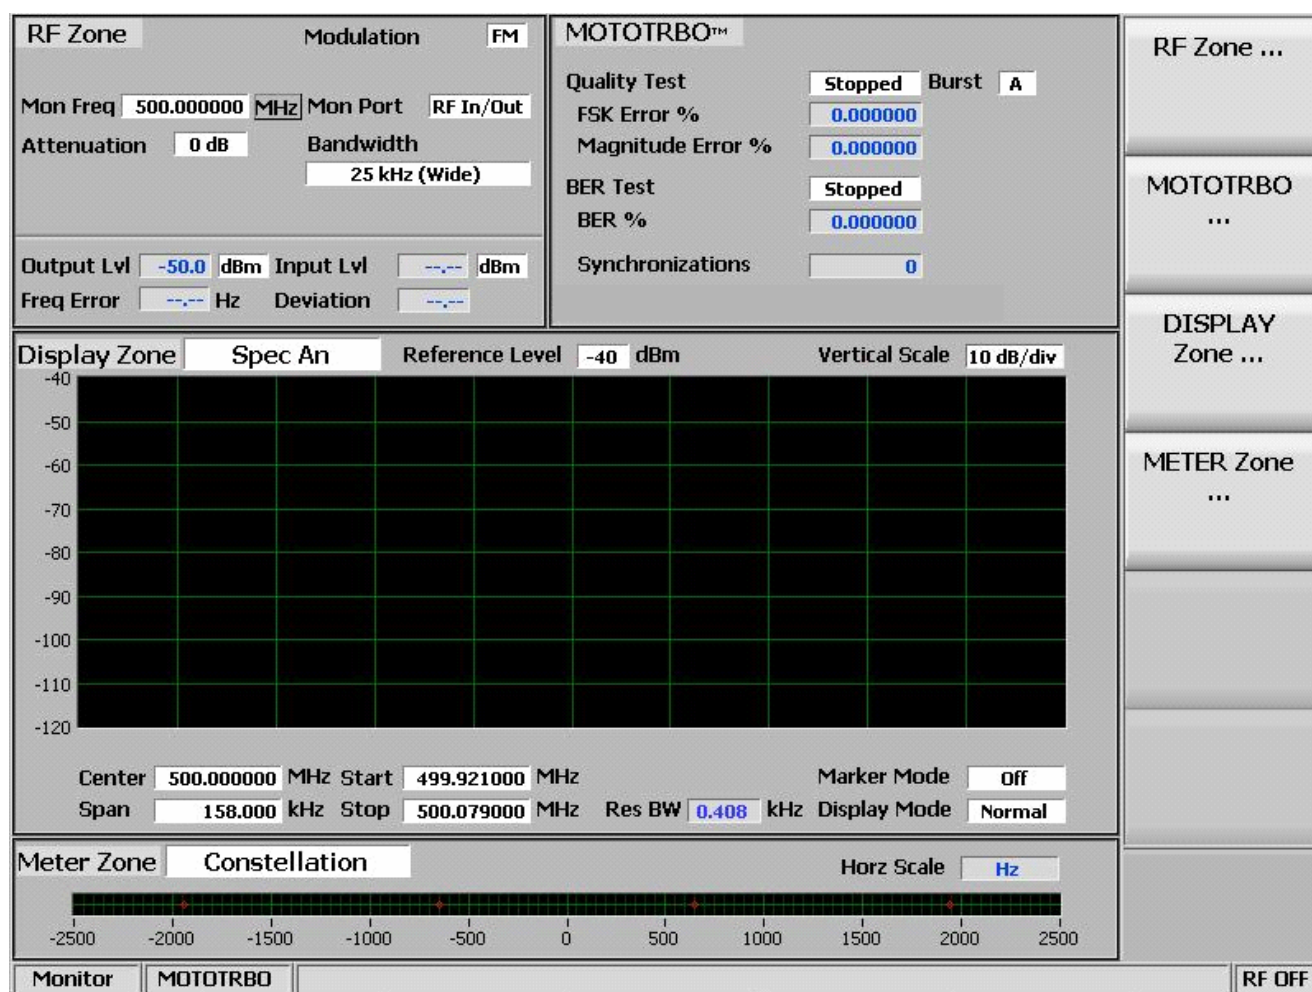 RF Zone Modulation FM
Mon Freq 500.000000 MHz Mon Port RF In/Out
Attenuation 0 dB Bandwidth
25 kHz (Wide)
Output Lvl -50.0 dBm Input Lvl --.-- dBm
Freq Error --.-- Hz Deviation --.--
MOTOTRBO™
Quality Test Stopped Burst A
FSK Error % 0.000000
Magnitude Error % 0.000000
BER Test Stopped
BER % 0.000000
Synchronizations 0
RF Zone ...
MOTOTRBO
...
DISPLAY
Zone ...
METER Zone
...
Display Zone Spec An Reference Level -40 dBm Vertical Scale 10 dB/div
-40
-50
-60
-70
-80
-90
-100
-110
-120
Center 500.000000 MHz Start 499.921000 MHz Marker Mode Off
Span 158.000 kHz Stop 500.079000 MHz Res BW 0.408 kHz Display Mode Normal
Meter Zone Constellation Horz Scale Hz
-2500 -2000 -1500 -1000 -500 0 500 1000 1500 2000 2500
Monitor MOTOTRBO RF OFF